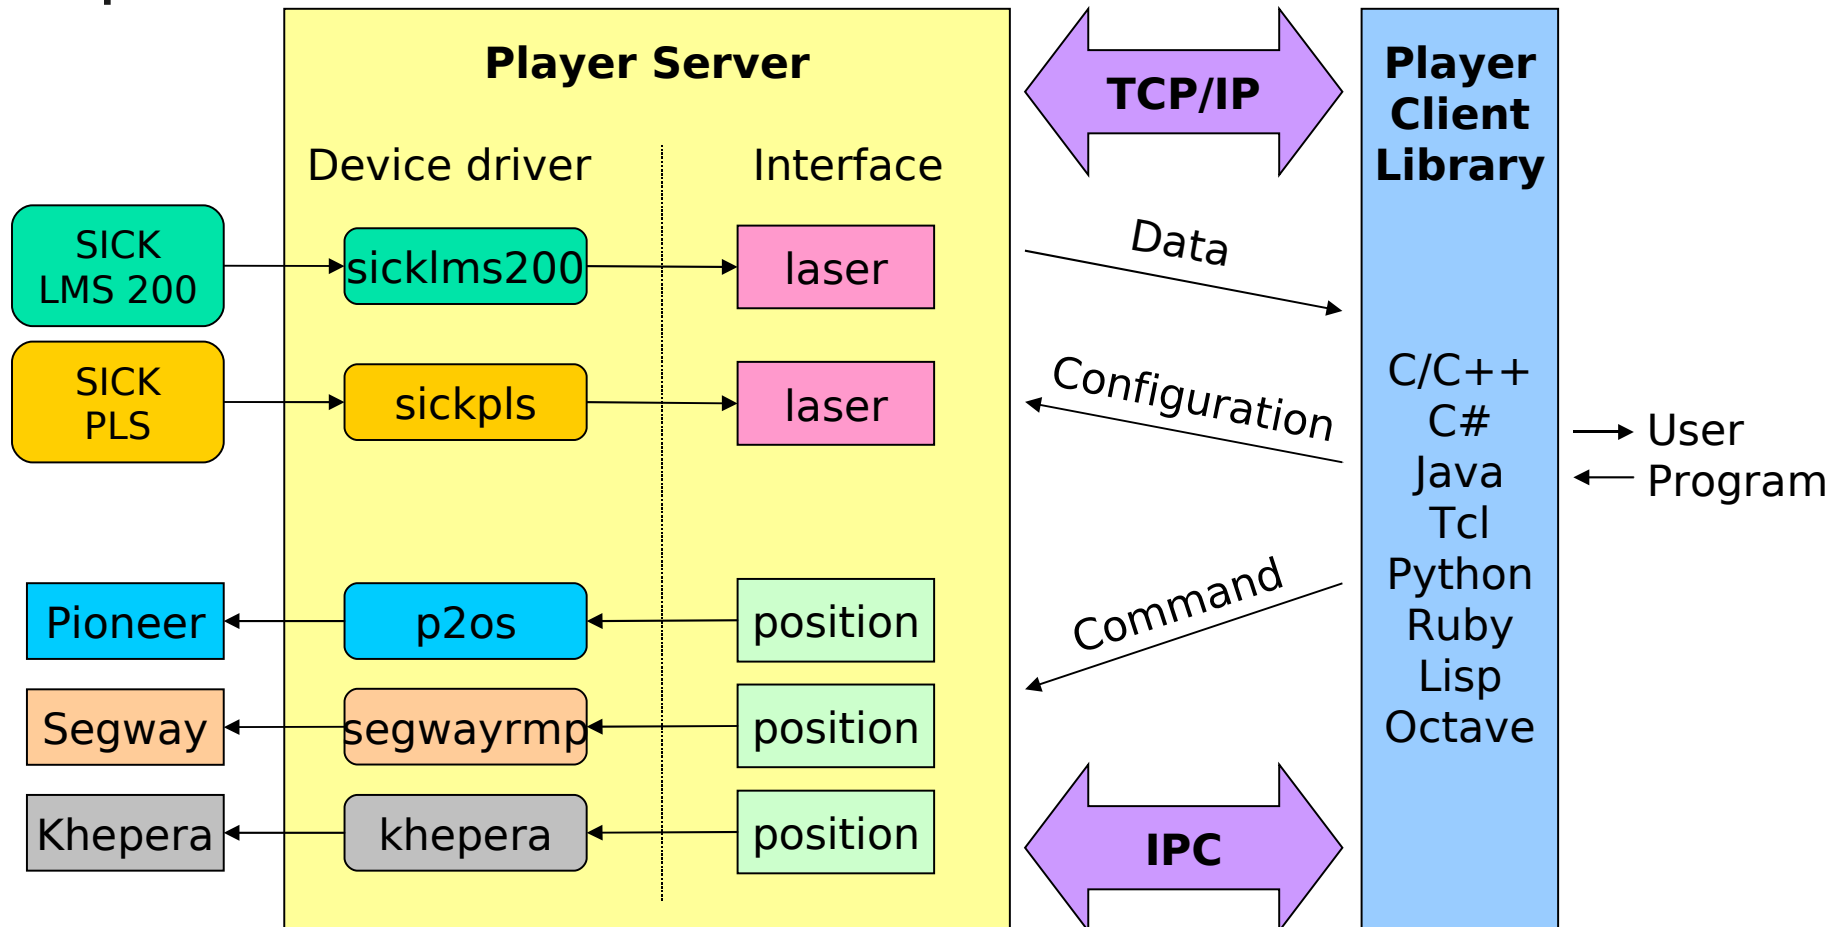 Player Server
TCP/IP
Player
Client
Library
Device driver
Interface
SICK
LMS 200
sicklms200
laser
Data
SICK
PLS
sickpls
laser
Configuration
C/C++
C#
Java
Tcl
Python
Ruby
Lisp
Octave
User
Program
Pioneer
p2os
position
Command
Segway
segwayrmp
position
Khepera
khepera
position
IPC